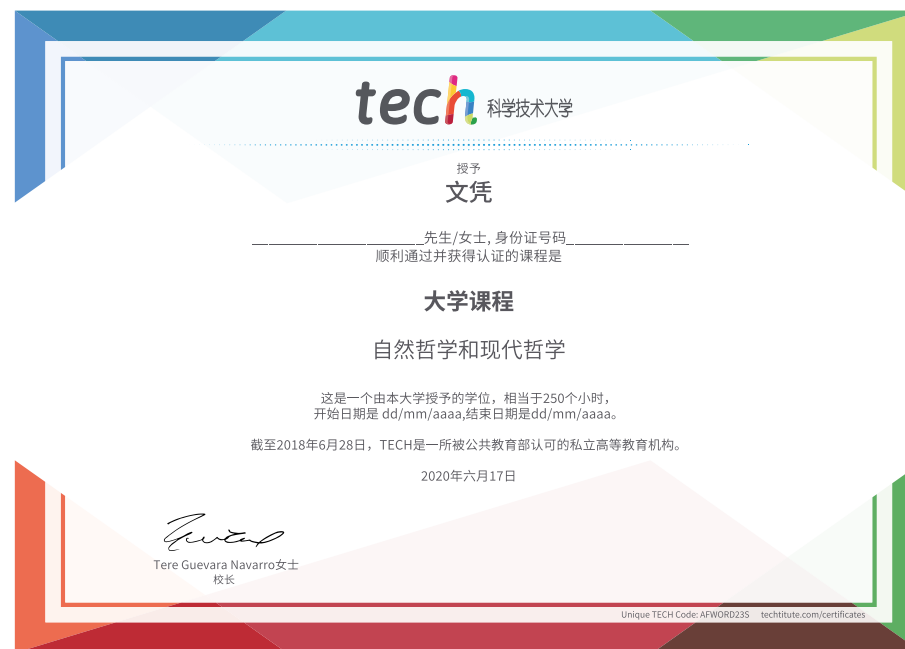 tech 科学技术大学
授予
文凭
______________________先生/女士, 身份证号码________________
顺利通过并获得认证的课程是
大学课程
自然哲学和现代哲学
这是一个由本大学授予的学位，相当于250个小时，
开始日期是 dd/mm/aaaa,结束日期是dd/mm/aaaa。
截至2018年6月28日，TECH是一所被公共教育部认可的私立高等教育机构。
2020年六月17日
Tere Guevara Navarro女士
校长
Unique TECH Code: AFWORD23S techtitute.com/certificates